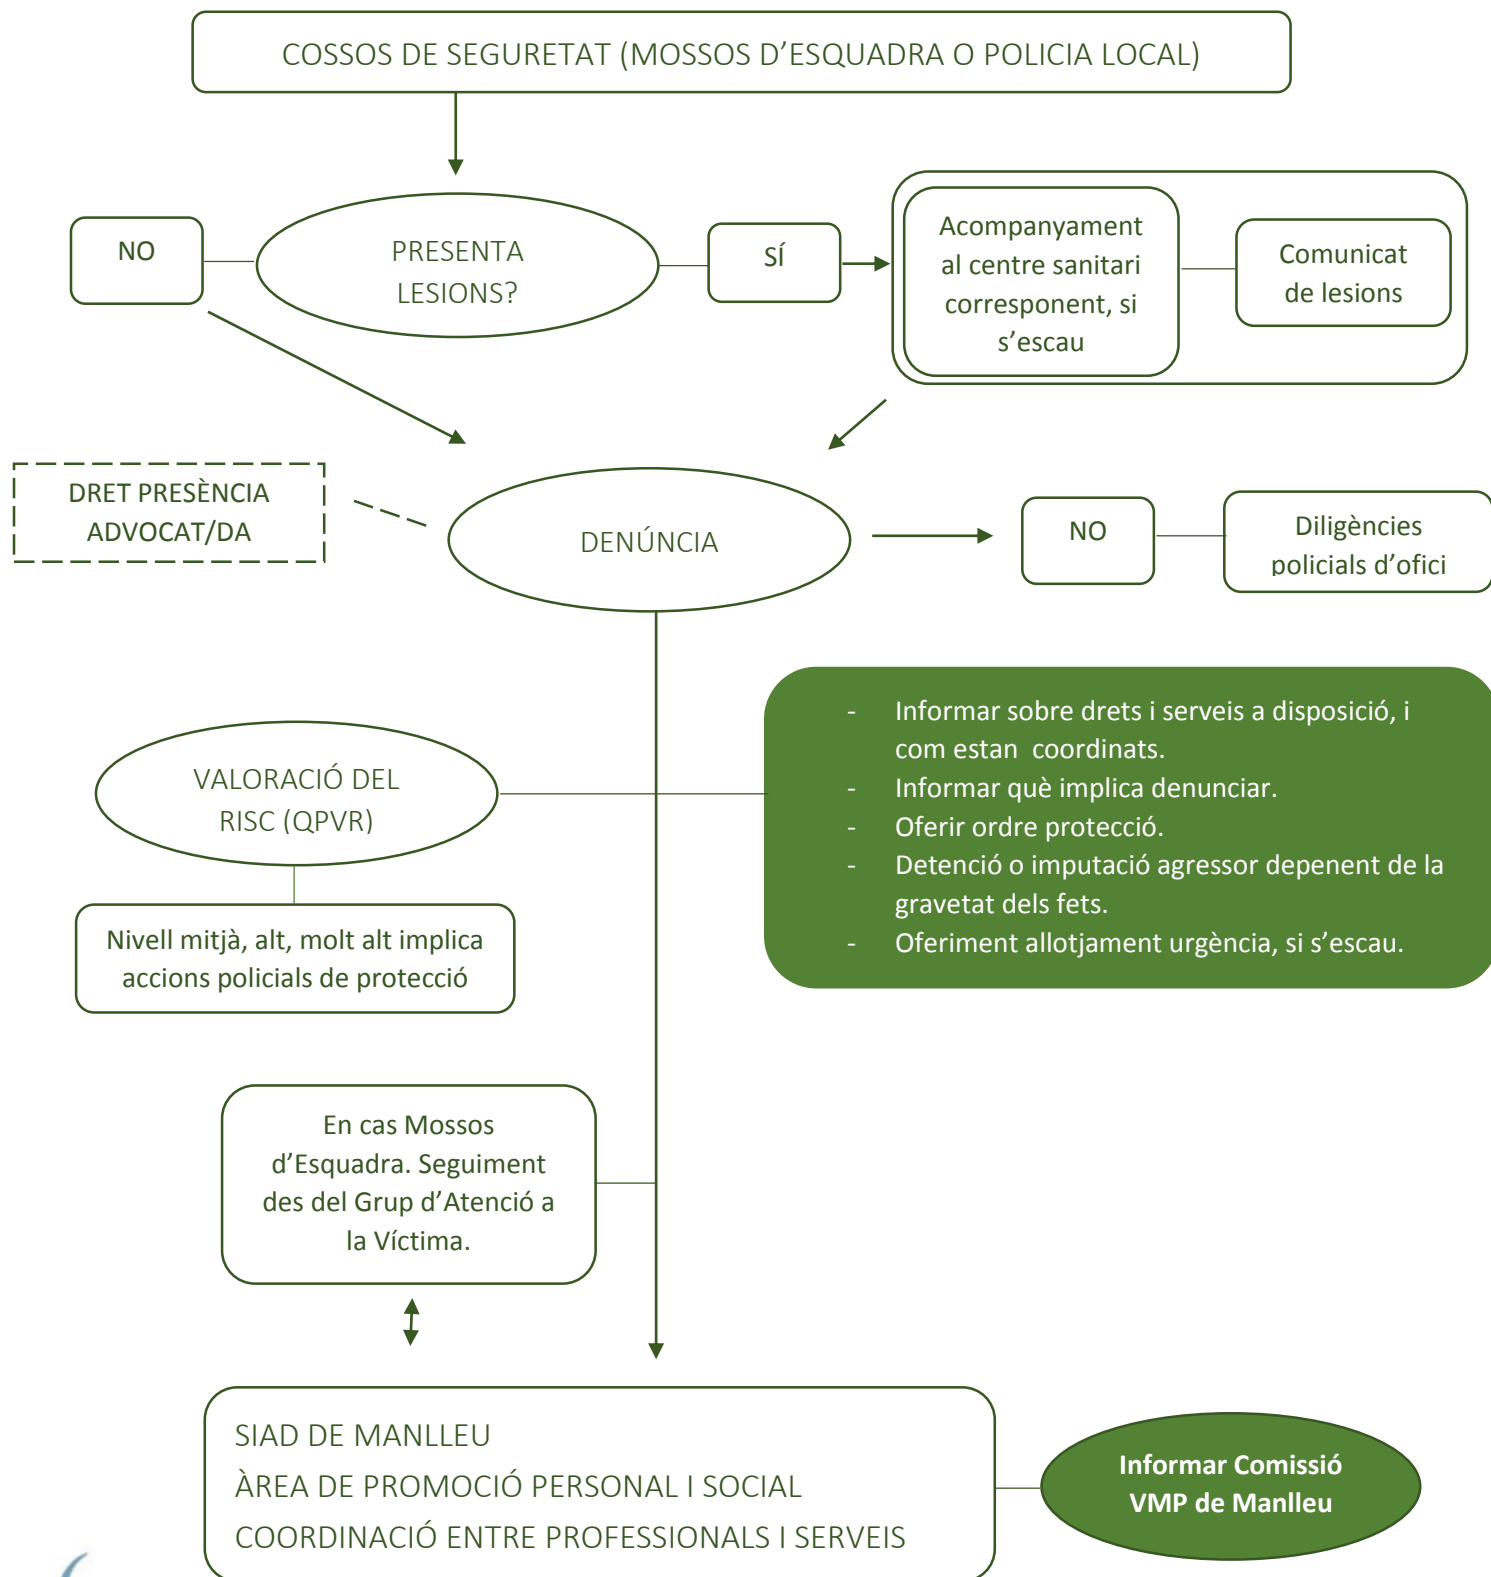 COSSOS DE SEGURETAT (MOSSOS D'ESQUADRA O POLICIA LOCAL)
NO
PRESENTA
LESIONS?
SÍ
Acompanyament
al centre sanitari
corresponent, si
s’escau
Comunicat
de lesions
DRET PRESÈNCIA
ADVOCAT/DA
DENÚNCIA
NO
Diligències
policials d’ofici
VALORACIÓ DEL
RISC (QPVR)
Nivell mitjà, alt, molt alt implica
accions policials de protecció
- Informar sobre drets i serveis a disposició, i
com estan coordinats.
- Informar què implica denunciar.
- Oferir ordre protecció.
- Detenció o imputació agressor depenent de la
gravetat dels fets.
- Oferiment allotjament urgència, si s’escau.
En cas Mossos
d’Esquadra. Seguiment
des del Grup d’Atenció a
la Víctima.
SIAD DE MANLLEU
ÀREA DE PROMOCIÓ PERSONAL I SOCIAL
COORDINACIÓ ENTRE PROFESSIONALS I SERVEIS
Informar Comissió
VMP de Manlleu